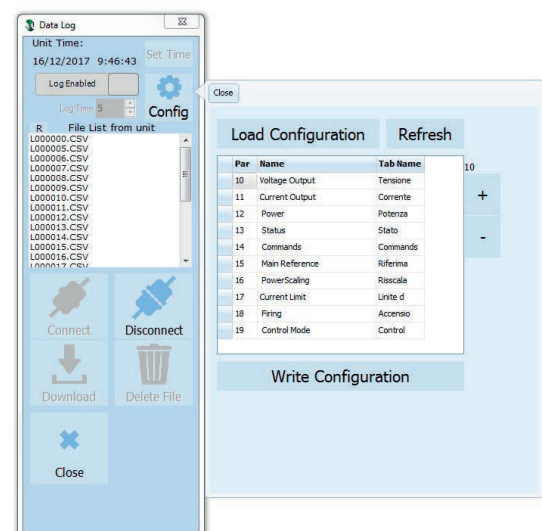 Data Log
Unit Time:
16/12/2017 9:46:43
Set Time
Log Enabled
Log Time 5
Config
R File List from unit
L000000.CSV
L000005.CSV
L000006.CSV
L000007.CSV
L000008.CSV
L000009.CSV
L000010.CSV
L000011.CSV
L000012.CSV
L000013.CSV
L000014.CSV
L000015.CSV
L000016.CSV
L000017.CSV
Connect
Disconnect
Download
Delete File
Close
Close
Load Configuration
Refresh
Par Name Tab Name
10 Voltage Output Tensione
11 Current Output Corrente
12 Power Potenza
13 Status Stato
14 Commands Commands
15 Main Reference Riferima
16 PowerScaling Risscala
17 Current Limit Linite d
18 Firing Accensio
19 Control Mode Control
10
+
-
Write Configuration